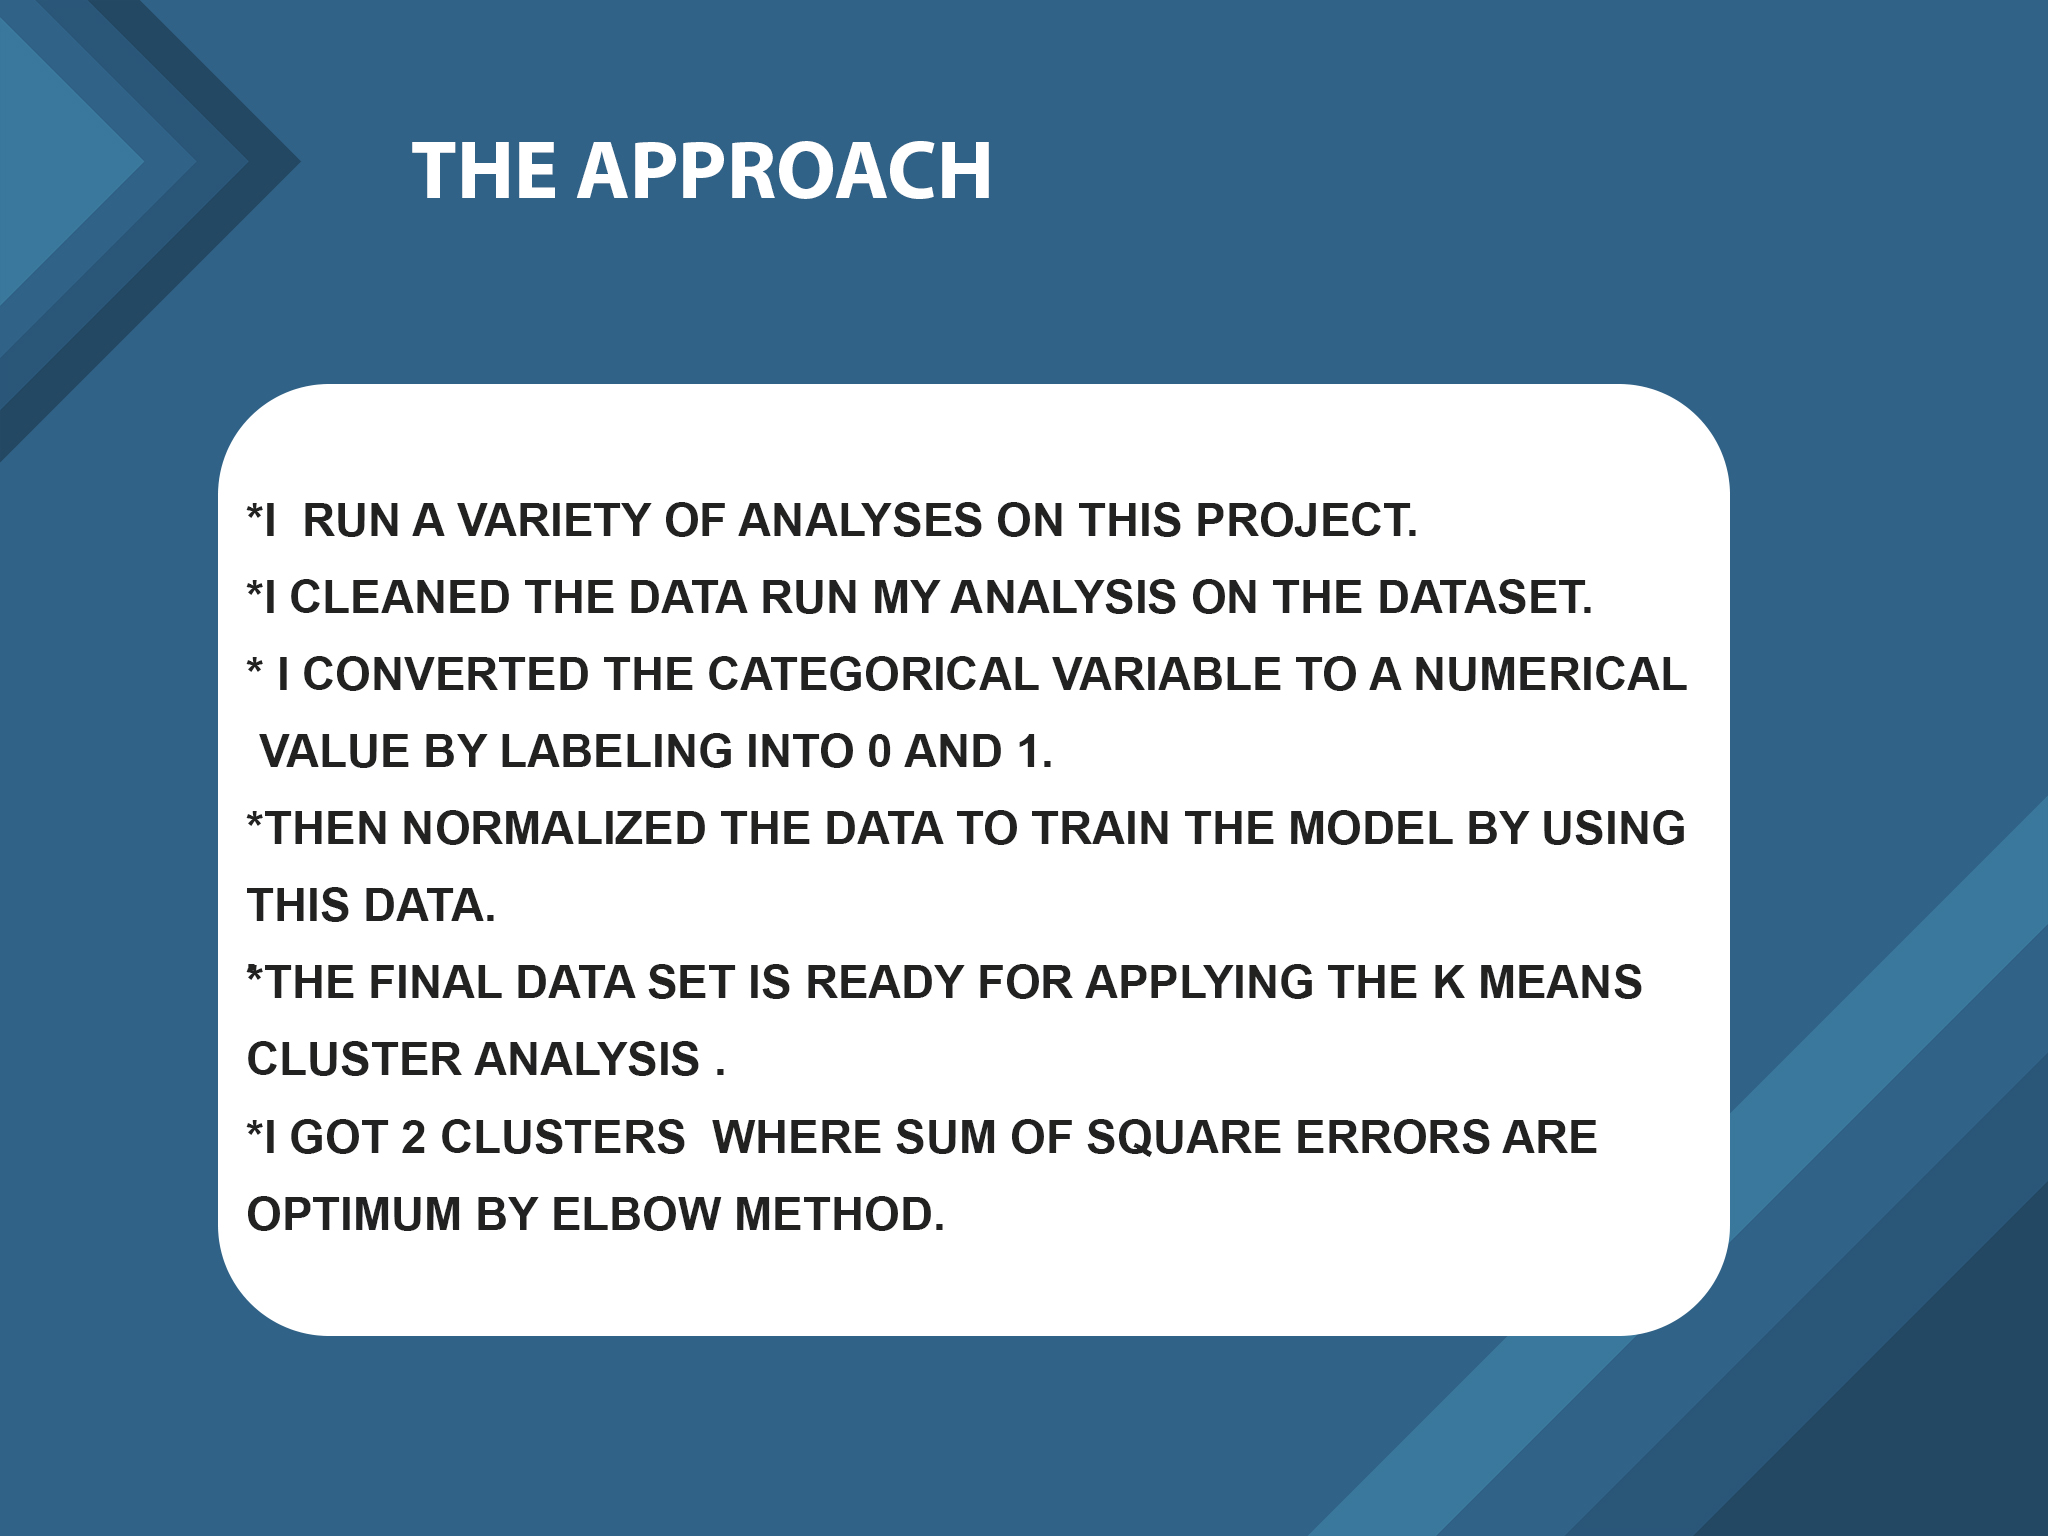 THE APPROACH
*I  RUN A VARIETY OF ANALYSES ON THIS PROJECT.
*I CLEANED THE DATA RUN MY ANALYSIS ON THE DATASET.
* I CONVERTED THE CATEGORICAL VARIABLE TO A NUMERICAL
VALUE BY LABELING INTO 0 AND 1.
*THEN NORMALIZED THE DATA TO TRAIN THE MODEL BY USING
THIS DATA.
*THE FINAL DATA SET IS READY FOR APPLYING THE K MEANS
CLUSTER ANALYSIS .
*I GOT 2 CLUSTERS  WHERE SUM OF SQUARE ERRORS ARE
OPTIMUM BY ELBOW METHOD.